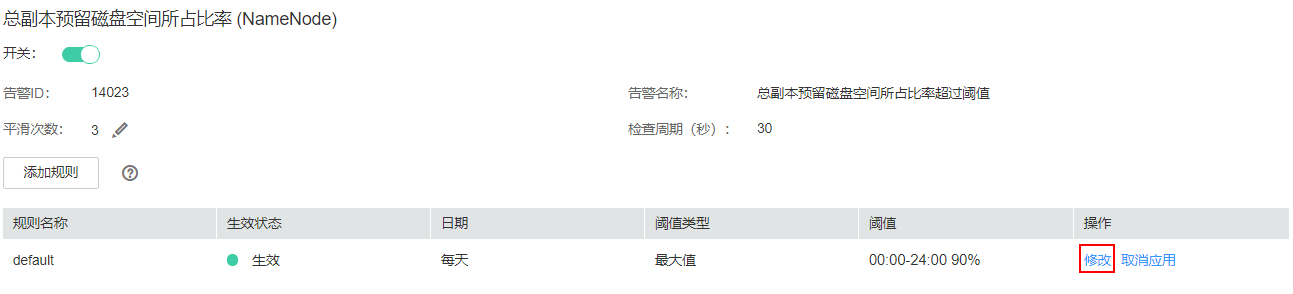 总副本预留磁盘空间所占比率 (NameNode)
开关：
告警ID： 14023 告警名称： 总副本预留磁盘空间所占比率超过阈值
平滑次数： 3 检查周期（秒）： 30
添加规则 ?
规则名称 生效状态 日期 阈值类型 阈值 操作
default 生效 每天 最大值 00:00-24:00 90% 修改 取消应用